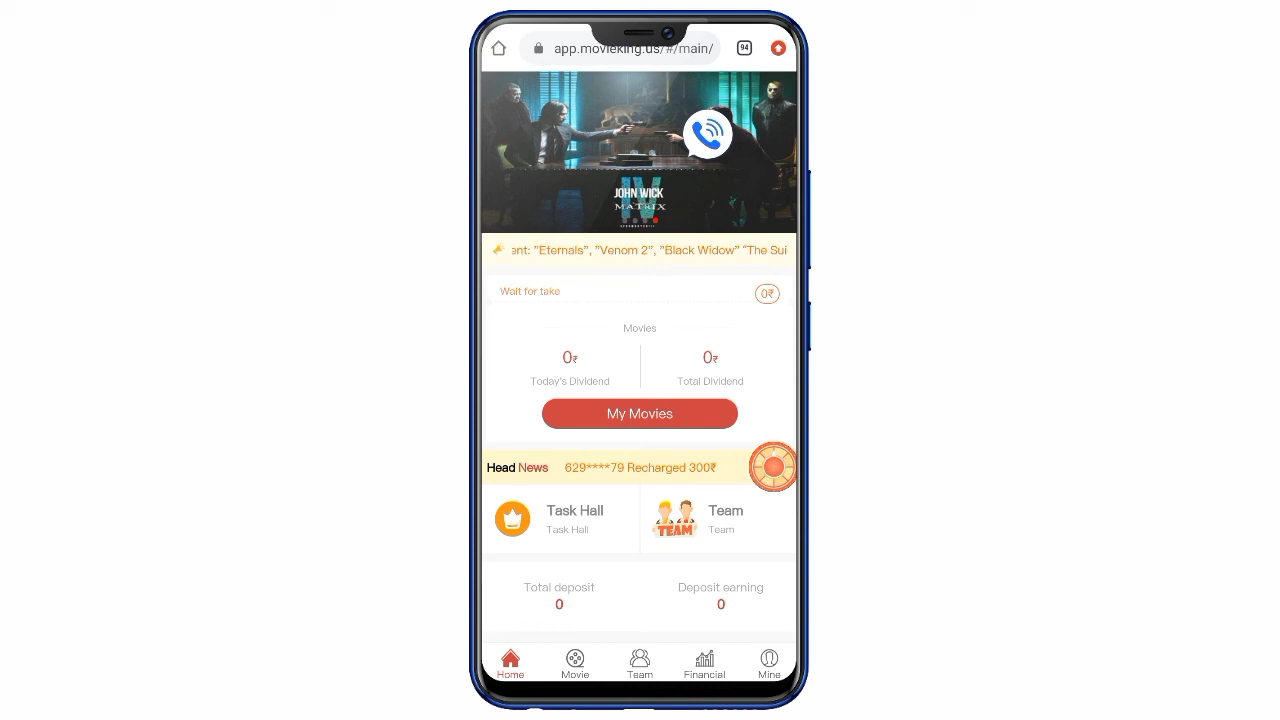 app.movieking.us/#/main/
94
JOHN WICK
IV
MATRIX
ent: "Eternals", "Venom 2", "Black Widow" "The Sui
Wait for take
0₹
Movies
0₹
0₹
Today's Dividend
Total Dividend
My Movies
Head News
629****79 Recharged 300₹
Task Hall
Task Hall
TEAM
Team
Team
Total deposit
0
Deposit earning
0
Home
Movie
Team
Financial
Mine